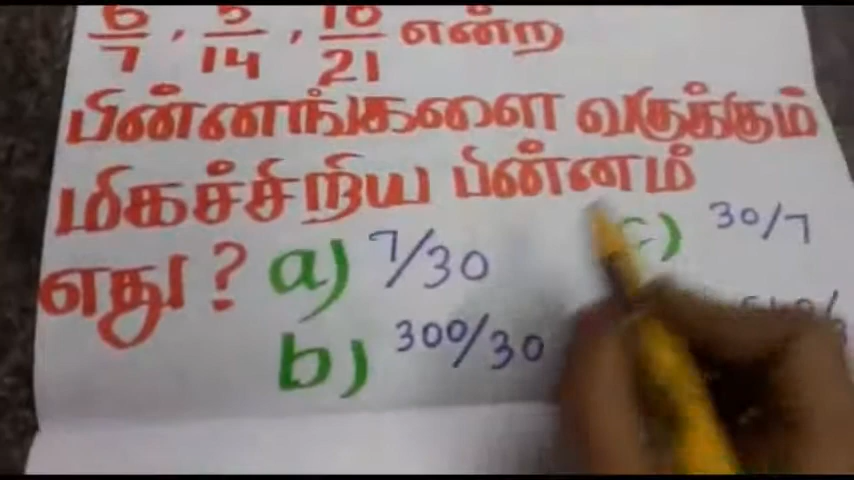 6/7 , 5/14 , 10/21 என்ற
பின்னங்களை வகுக்கும்
மிகச்சிறிய பின்னம்
எது? a) 7/30 c) 30/7
b) 300/30